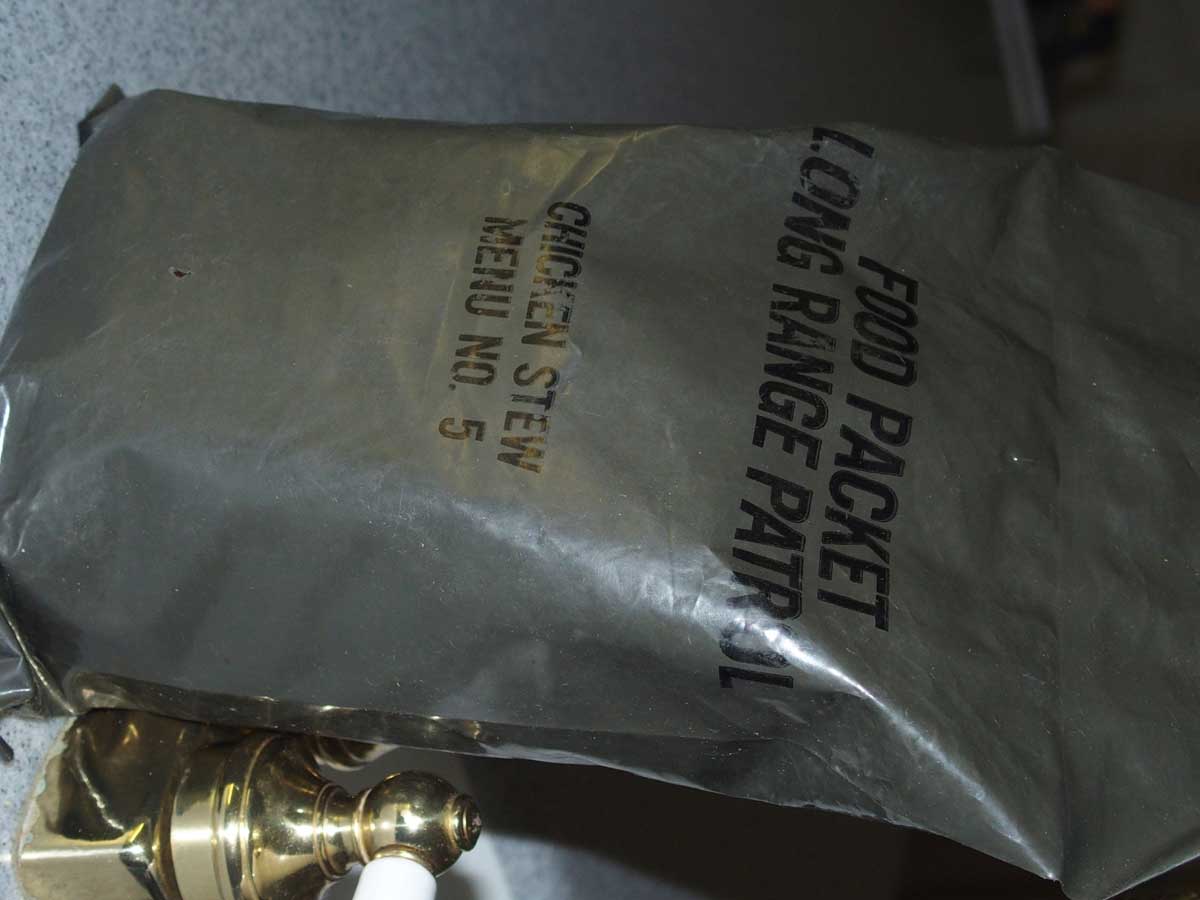 FOOD PACKET
LONG RANGE PATROL
CHICKEN STEW
MENU NO. 5